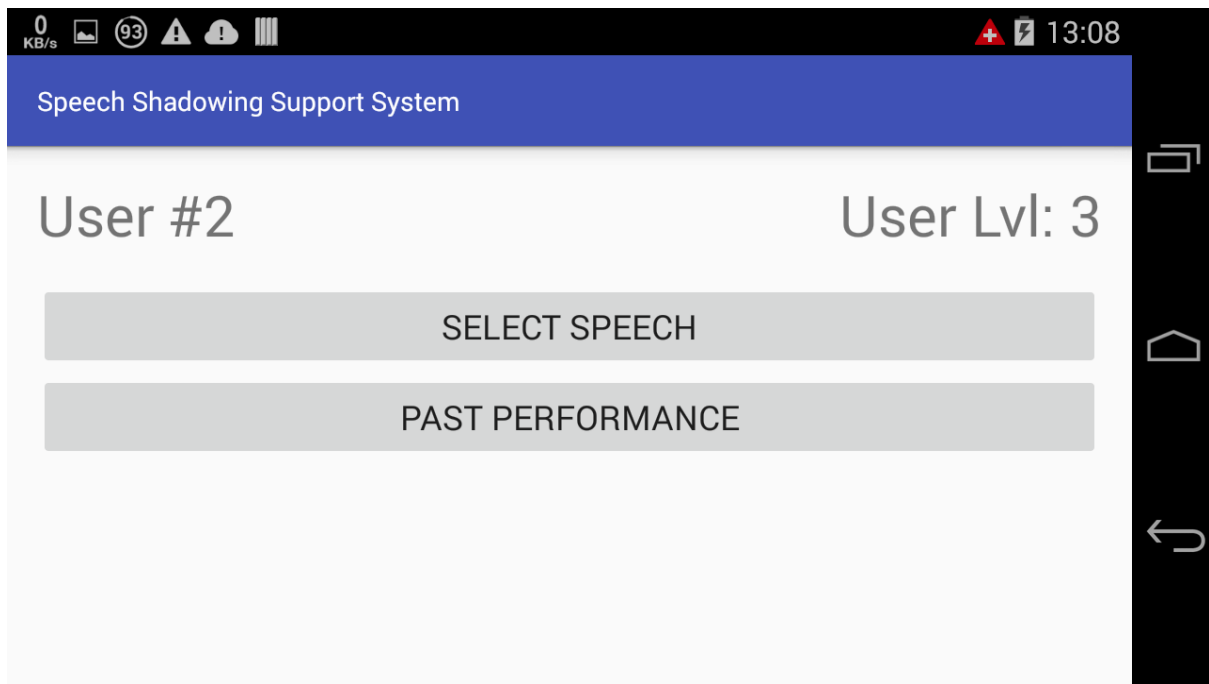 0
KB/s
93
13:08
Speech Shadowing Support System
User #2
User Lvl: 3
SELECT SPEECH
PAST PERFORMANCE